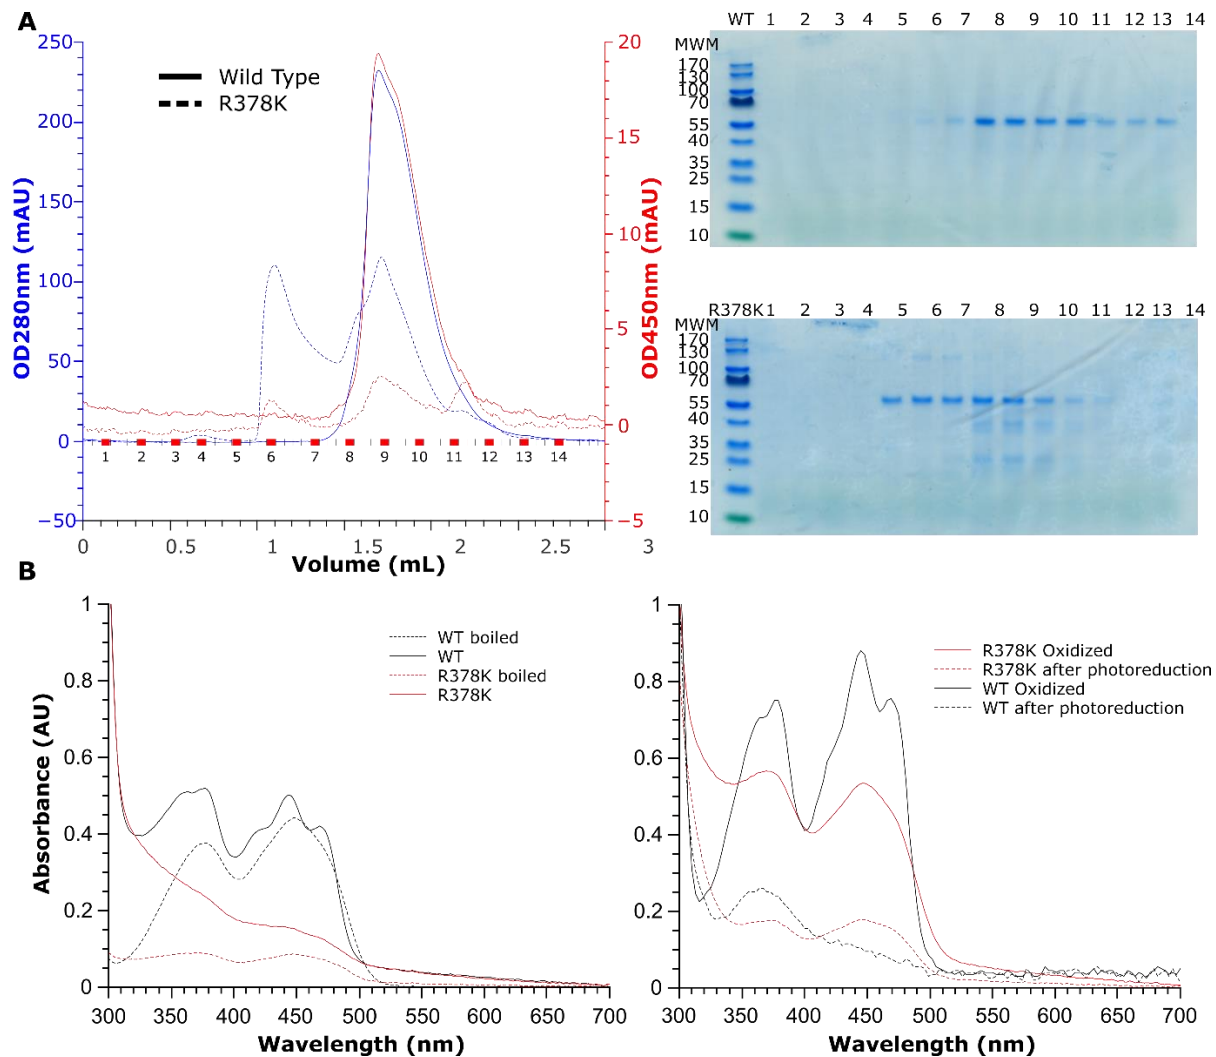 A
OD280nm (mAU)
250
200
150
100
50
0
−50
Wild Type
R378K
20
15
10
5
0
−5
OD450nm (mAU)
1 2 3 4 5 6 7 8 9 10 11 12 13 14
0 0.5 1 1.5 2 2.5 3
Volume (mL)
WT 1 2 3 4 5 6 7 8 9 10 11 12 13 14
MWM
170
130
100
70
55
40
35
25
15
10
R378K 1 2 3 4 5 6 7 8 9 10 11 12 13 14
MWM
170
130
100
70
55
40
35
25
15
10
B
Absorbance (AU)
1
0.8
0.6
0.4
0.2
0
WT boiled
WT
R378K boiled
R378K
300 350 400 450 500 550 600 650 700
Wavelength (nm)
1
0.8
0.6
0.4
0.2
0
R378K Oxidized
R378K after photoreduction
WT Oxidized
WT after photoreduction
300 350 400 450 500 550 600 650 700
Wavelength (nm)